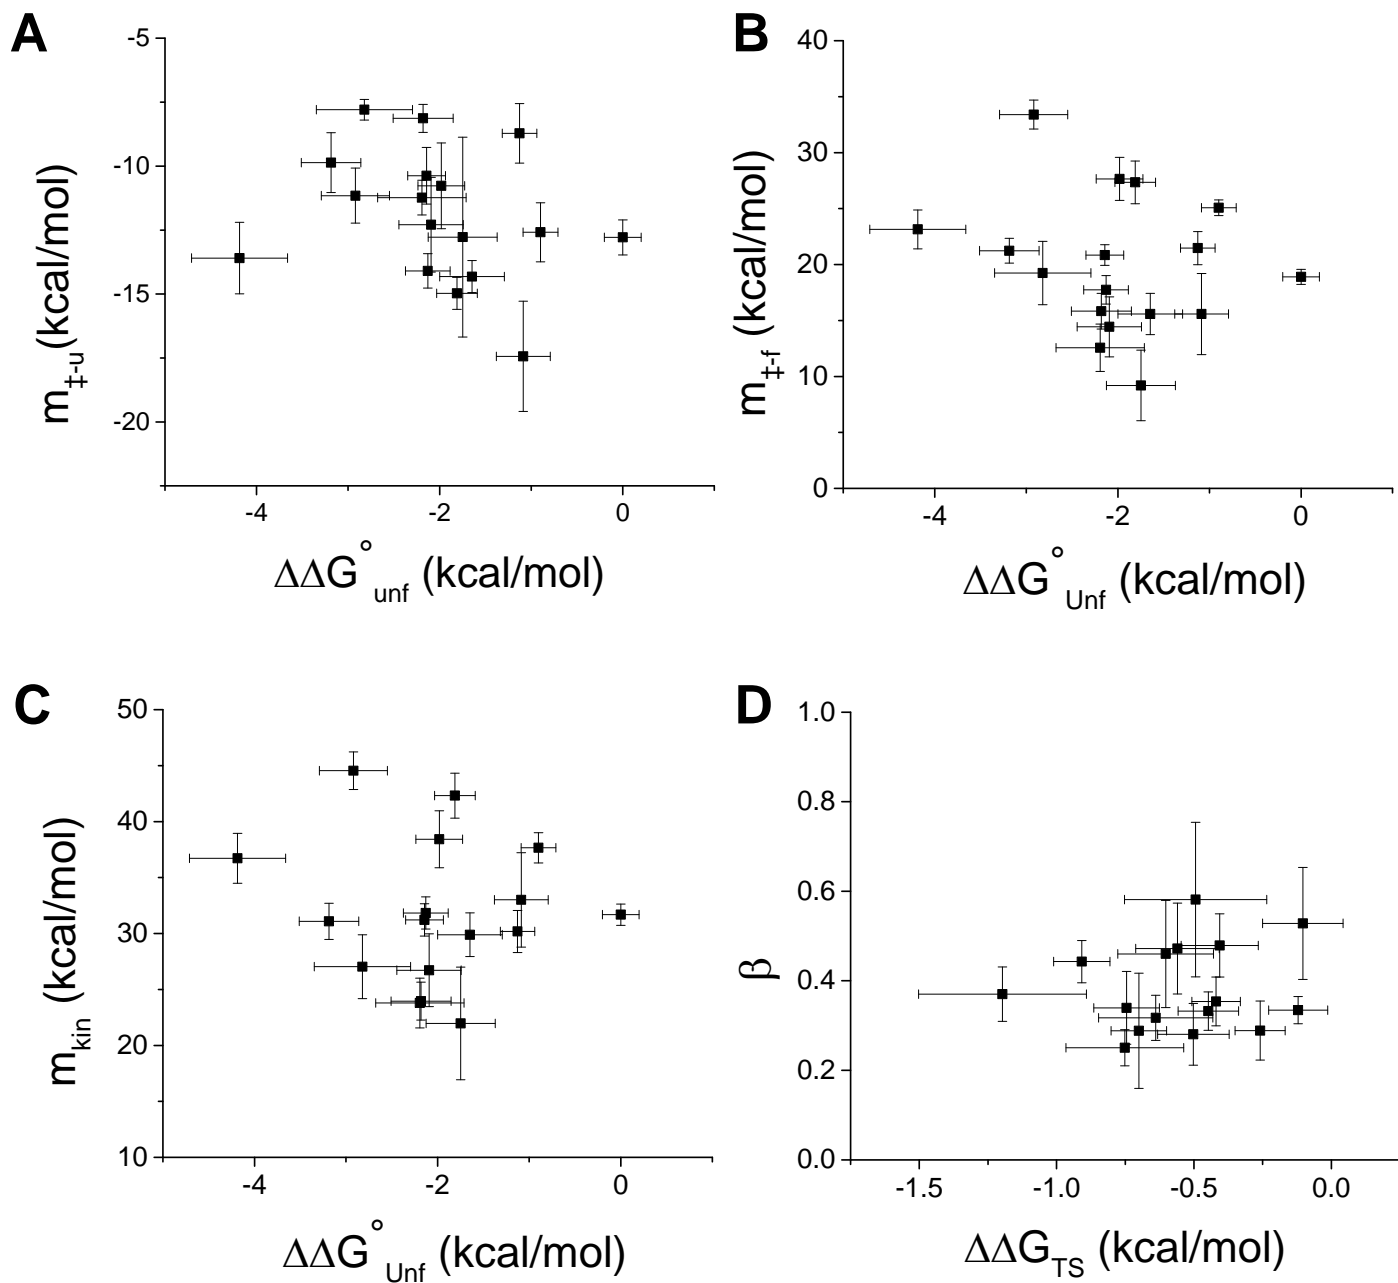 A
-5
-10
-15
-20
-4
-2
0
m‡-u(kcal/mol)
ΔΔG°unf (kcal/mol)
B
40
30
20
10
0
-4
-2
0
m‡-f (kcal/mol)
ΔΔG°Unf (kcal/mol)
C
50
40
30
20
10
-4
-2
0
mkin (kcal/mol)
ΔΔG°Unf (kcal/mol)
D
1.0
0.8
0.6
0.4
0.2
0.0
-1.5
-1.0
-0.5
0.0
β
ΔΔGTS (kcal/mol)